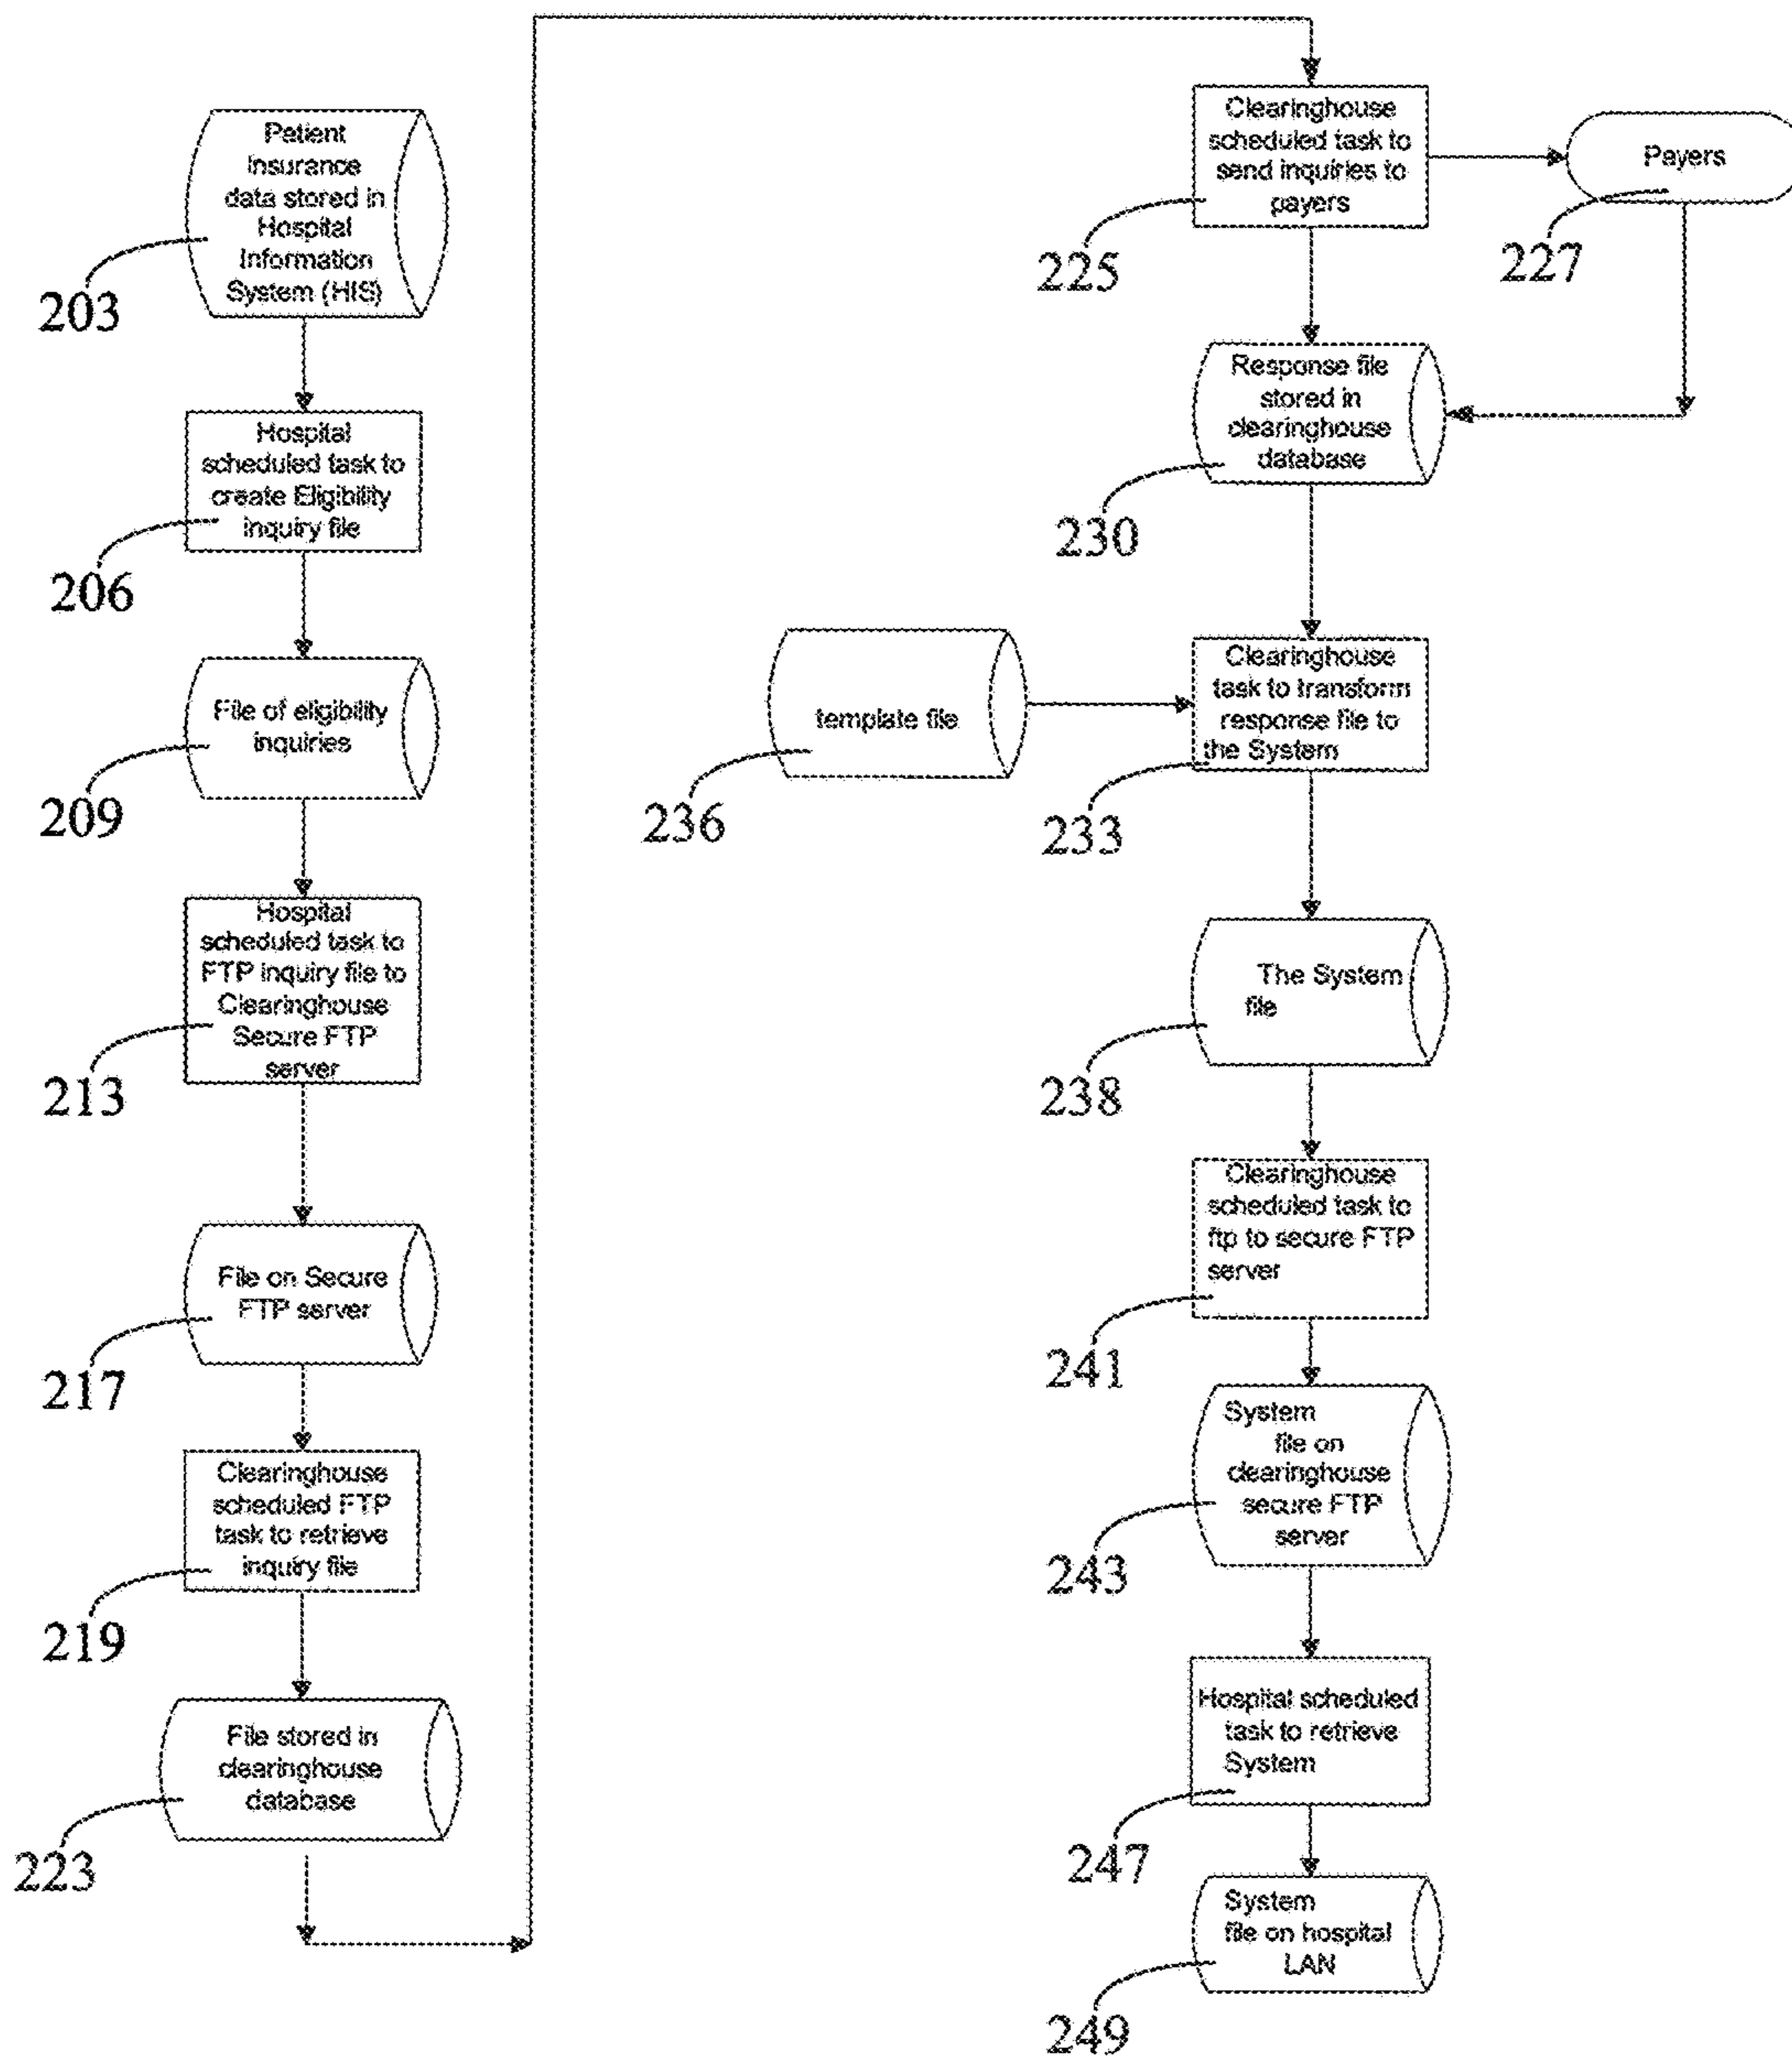 Patient
Insurance
data stored in
Hospital
Information
System (HIS)
203
Hospital
scheduled task to
create Eligibility
inquiry file
206
File of eligibility
inquiries
209
Hospital
scheduled task to
FTP inquiry file to
Clearinghouse
Secure FTP
server
213
File on Secure
FTP server
217
Clearinghouse
scheduled FTP
task to retrieve
inquiry file
219
File stored in
clearinghouse
database
223
Clearinghouse
scheduled task to
send inquiries to
payers
225
Payers
227
Response file
stored in
clearinghouse
database
230
template file
236
Clearinghouse
task to transform
response file to
the System
233
The System
file
238
Clearinghouse
scheduled task to
ftp to secure FTP
server
241
System
file on
clearinghouse
secure FTP
server
243
Hospital scheduled
task to retrieve
System
247
System
file on hospital
LAN
249